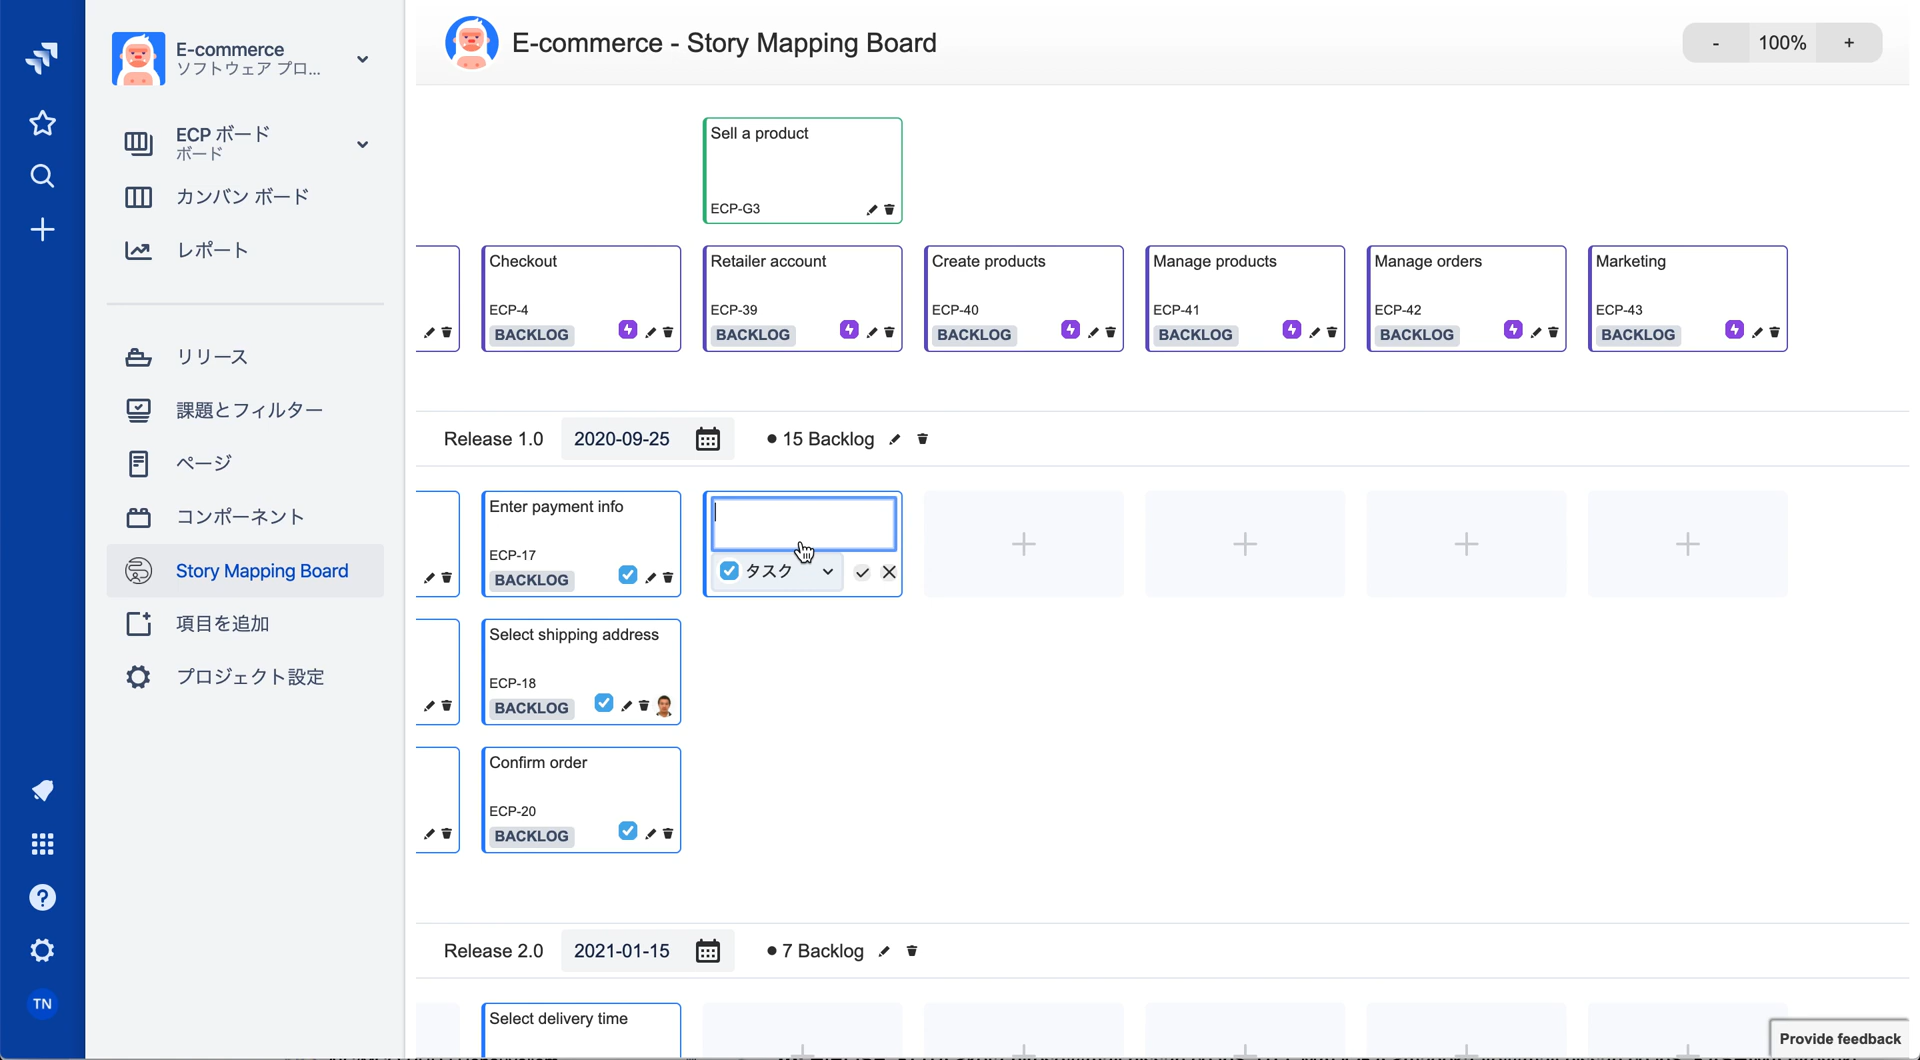 E-commerce
ソフトウェア プロ...
ECP ボード
ボード
カンバン ボード
レポート
リリース
課題とフィルター
ページ
コンポーネント
Story Mapping Board
項目を追加
プロジェクト設定
TN
E-commerce - Story Mapping Board
- 100% +
Sell a product
ECP-G3
Checkout
ECP-4
BACKLOG
Retailer account
ECP-39
BACKLOG
Create products
ECP-40
BACKLOG
Manage products
ECP-41
BACKLOG
Manage orders
ECP-42
BACKLOG
Marketing
ECP-43
BACKLOG
Release 1.0 2020-09-25 • 15 Backlog
Enter payment info
ECP-17
BACKLOG
タスク
Select shipping address
ECP-18
BACKLOG
Confirm order
ECP-20
BACKLOG
Release 2.0 2021-01-15 • 7 Backlog
Select delivery time
Provide feedback